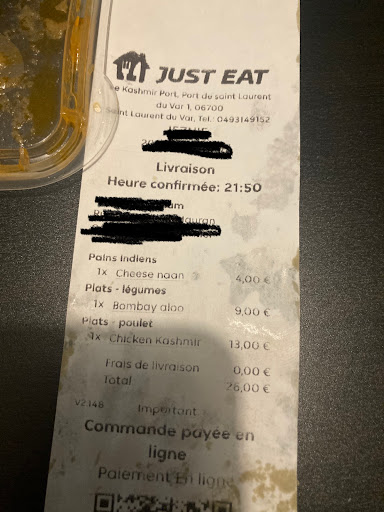 JUST EAT
e Kashmir Port, Port de saint Laurent
du Var 1, 06700
int Laurent du Var, Tel.: 0493149152
Livraison
Heure confirmée: 21:50
Pains Indiens
1x Cheese naan 4,00 €
Plats - légumes
1x Bombay aloo 9,00 €
Plats - poulet
1x Chicken Kashmir 13,00 €
Frais de livraison 0,00 €
Total 26,00 €
V2.148 Important
Commande payée en
ligne
Paiement En ligne